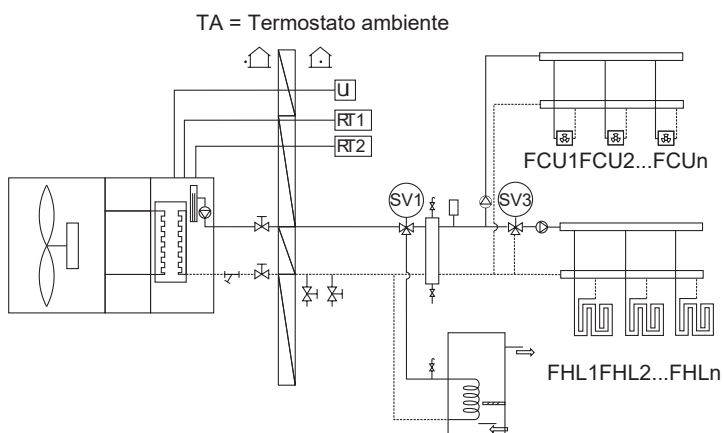 TA = Termostato ambiente
u
RT1
RT2
FCU1FCU2...FCUn
SV1
SV3
FHL1FHL2...FHLn